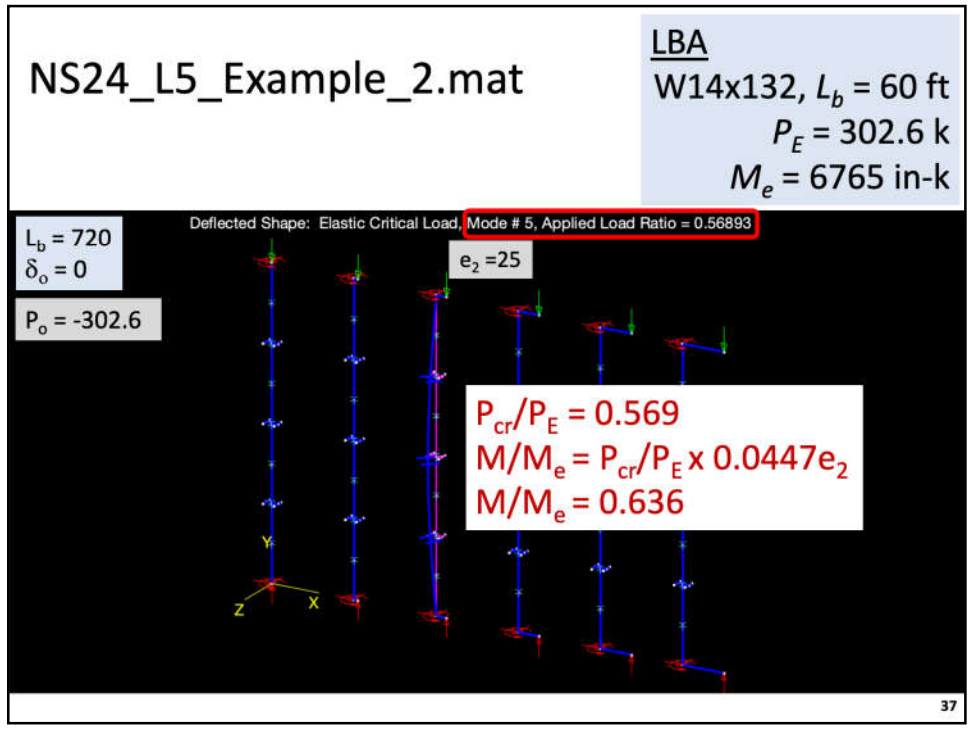 NS24_L5_Example_2.mat
LBA
W14x132, L_b = 60 ft
P_E = 302.6 k
M_e = 6765 in-k
Deflected Shape: Elastic Critical Load, Mode # 5, Applied Load Ratio = 0.56893
L_b = 720
δ_o = 0
e_2 =25
P_o = -302.6
P_cr/P_E = 0.569
M/M_e = P_cr/P_E x 0.0447e_2
M/M_e = 0.636
Y
Z
X
37